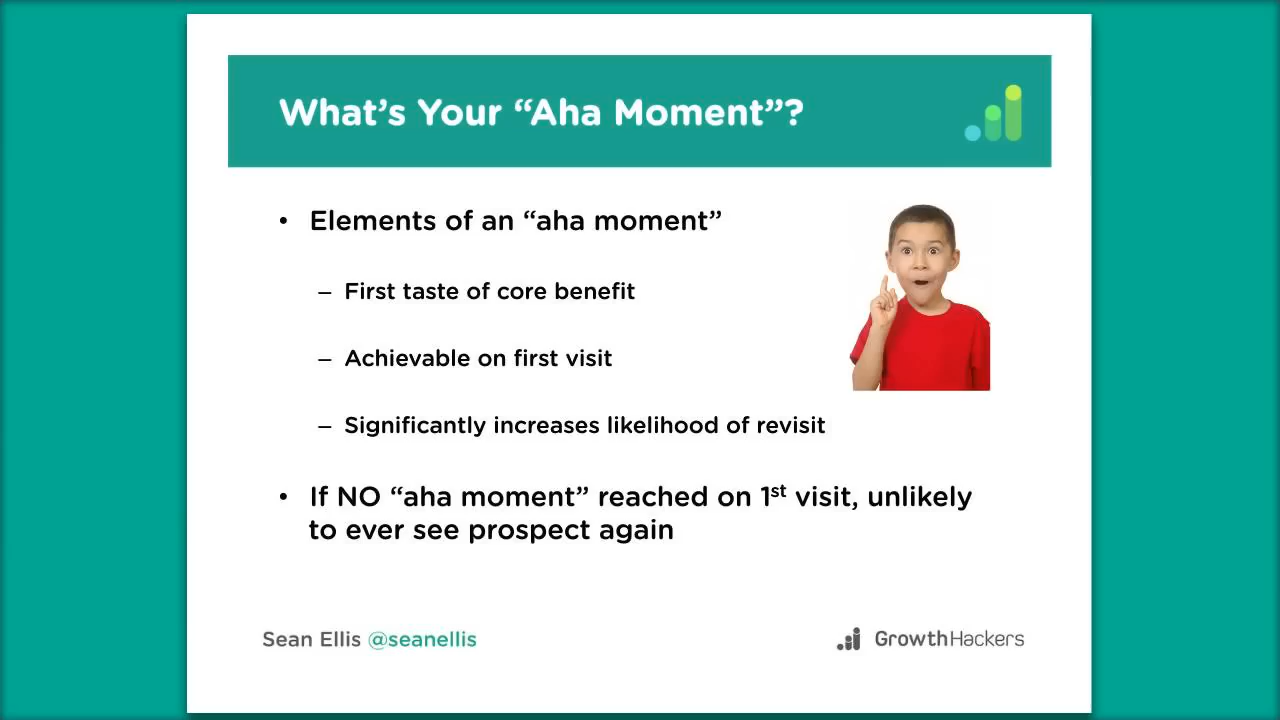 What's Your “Aha Moment”?
• Elements of an “aha moment”
– First taste of core benefit
– Achievable on first visit
– Significantly increases likelihood of revisit
• If NO “aha moment” reached on 1st visit, unlikely
to ever see prospect again
Sean Ellis @seanellis
GrowthHackers